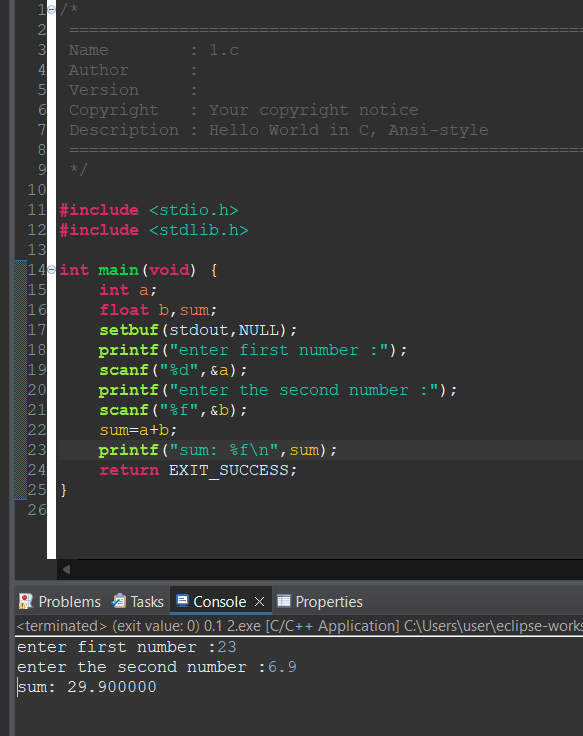 1 /*
2 ====================================================
3 Name : 1.c
4 Author :
5 Version :
6 Copyright : Your copyright notice
7 Description : Hello World in C, Ansi-style
8 ====================================================
9 */
10
11 #include <stdio.h>
12 #include <stdlib.h>
13
14 int main(void) {
15 int a;
16 float b,sum;
17 setbuf(stdout,NULL);
18 printf("enter first number :");
19 scanf("%d",&a);
20 printf("enter the second number :");
21 scanf("%f",&b);
22 sum=a+b;
23 printf("sum: %f\n",sum);
24 return EXIT_SUCCESS;
25 }
26
Problems Tasks Console Properties
<terminated> (exit value: 0) 0.1 2.exe [C/C++ Application] C:\Users\user\eclipse-works
enter first number :23
enter the second number :6.9
sum: 29.900000